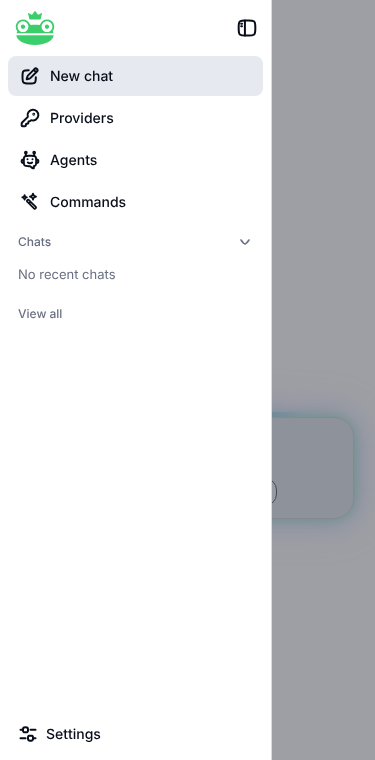 New chat
Providers
Agents
Commands
Chats
No recent chats
View all
Settings